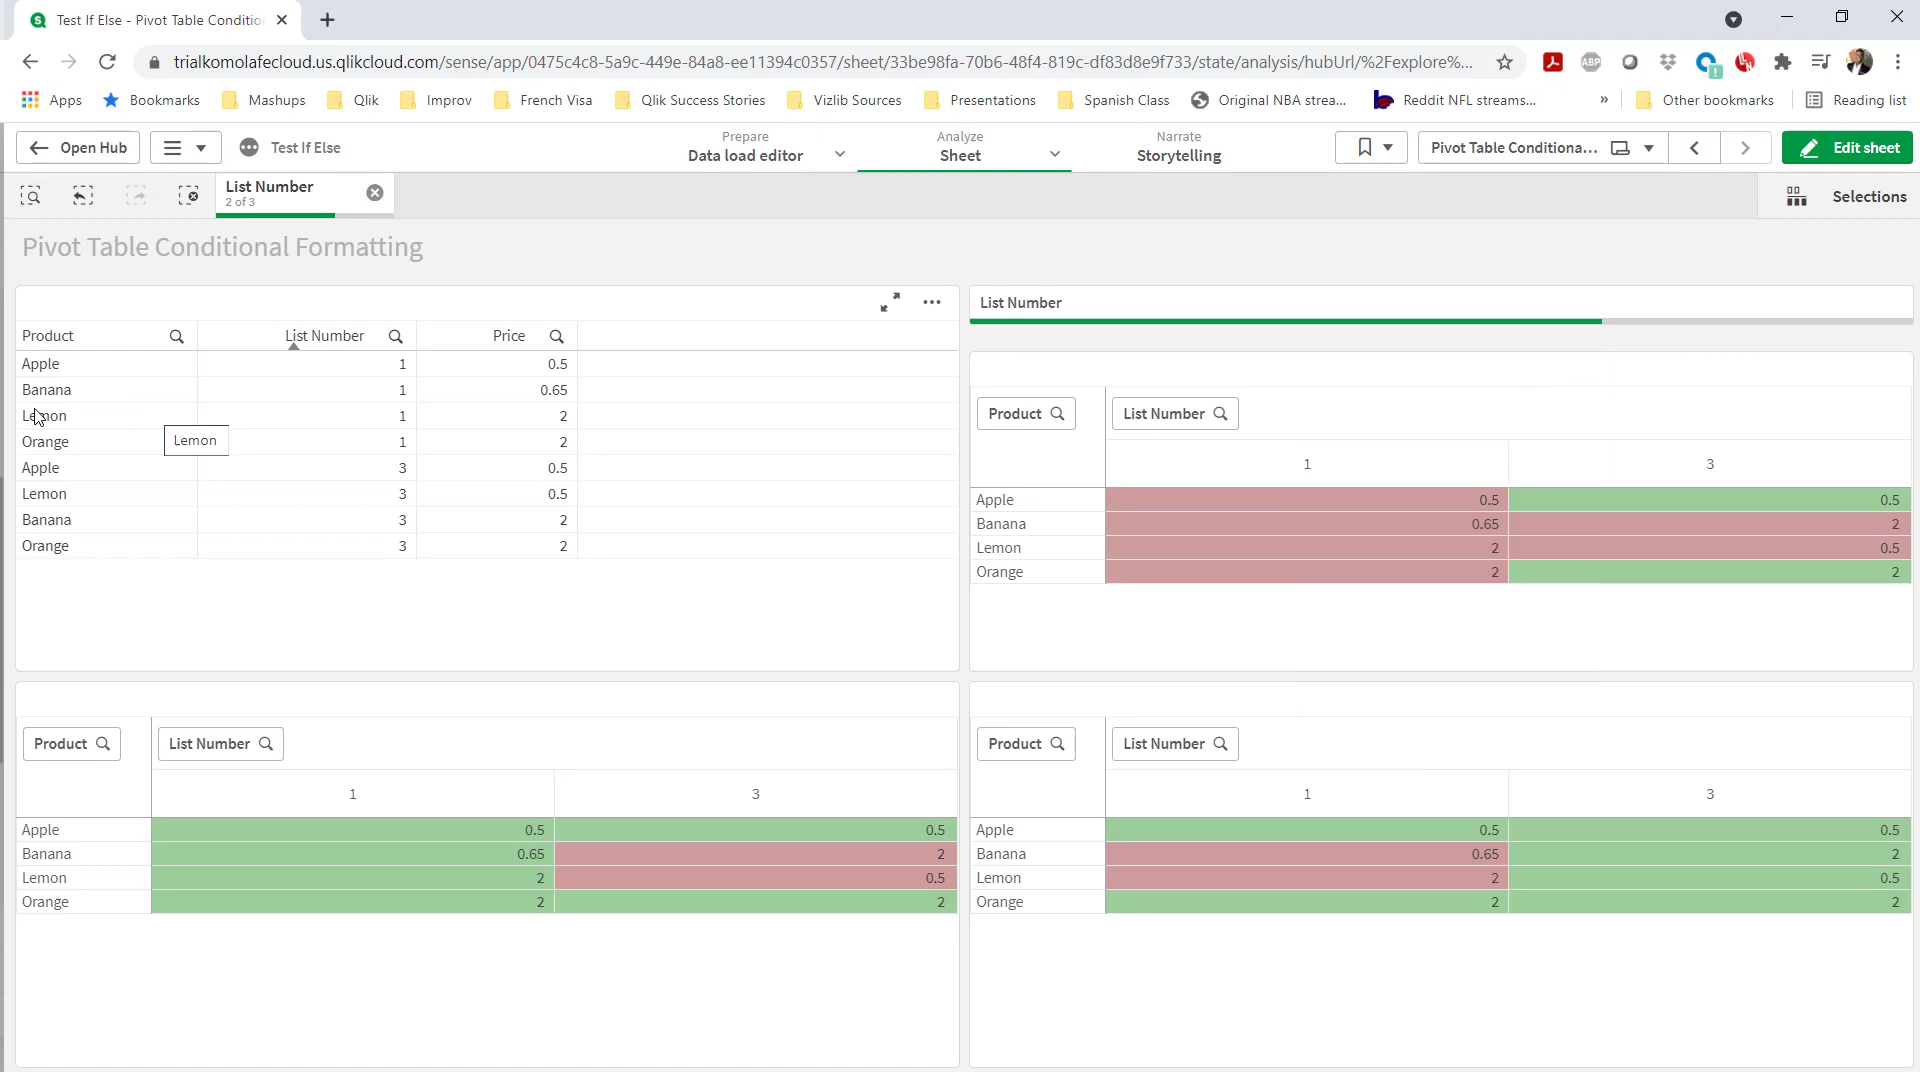 Test If Else - Pivot Table Conditio
trialkomolafecloud.us.qlikcloud.com/sense/app/0475c4c8-5a9c-449e-84a8-ee11394c0357/sheet/33be98fa-70b6-48f4-819c-df83d8e9f733/state/analysis/hubUrl/%2Fexplore%...
ABP
Apps Bookmarks Mashups Qlik Improv French Visa Qlik Success Stories Vizlib Sources Presentations Spanish Class Original NBA strea... Reddit NFL streams... » Other bookmarks Reading list
Open Hub
Test If Else
Prepare
Data load editor
Analyze
Sheet
Narrate
Storytelling
Pivot Table Conditiona...
Edit sheet
List Number
2 of 3
Selections
Pivot Table Conditional Formatting
Product List Number Price
Apple 1 0.5
Banana 1 0.65
Lemon 1 2
Orange 1 2
Lemon
Apple 3 0.5
Lemon 3 0.5
Banana 3 2
Orange 3 2
List Number
Product List Number
1 3
Apple 0.5 0.5
Banana 0.65 2
Lemon 2 0.5
Orange 2 2
Product List Number
1 3
Apple 0.5 0.5
Banana 0.65 2
Lemon 2 0.5
Orange 2 2
Product List Number
1 3
Apple 0.5 0.5
Banana 0.65 2
Lemon 2 0.5
Orange 2 2